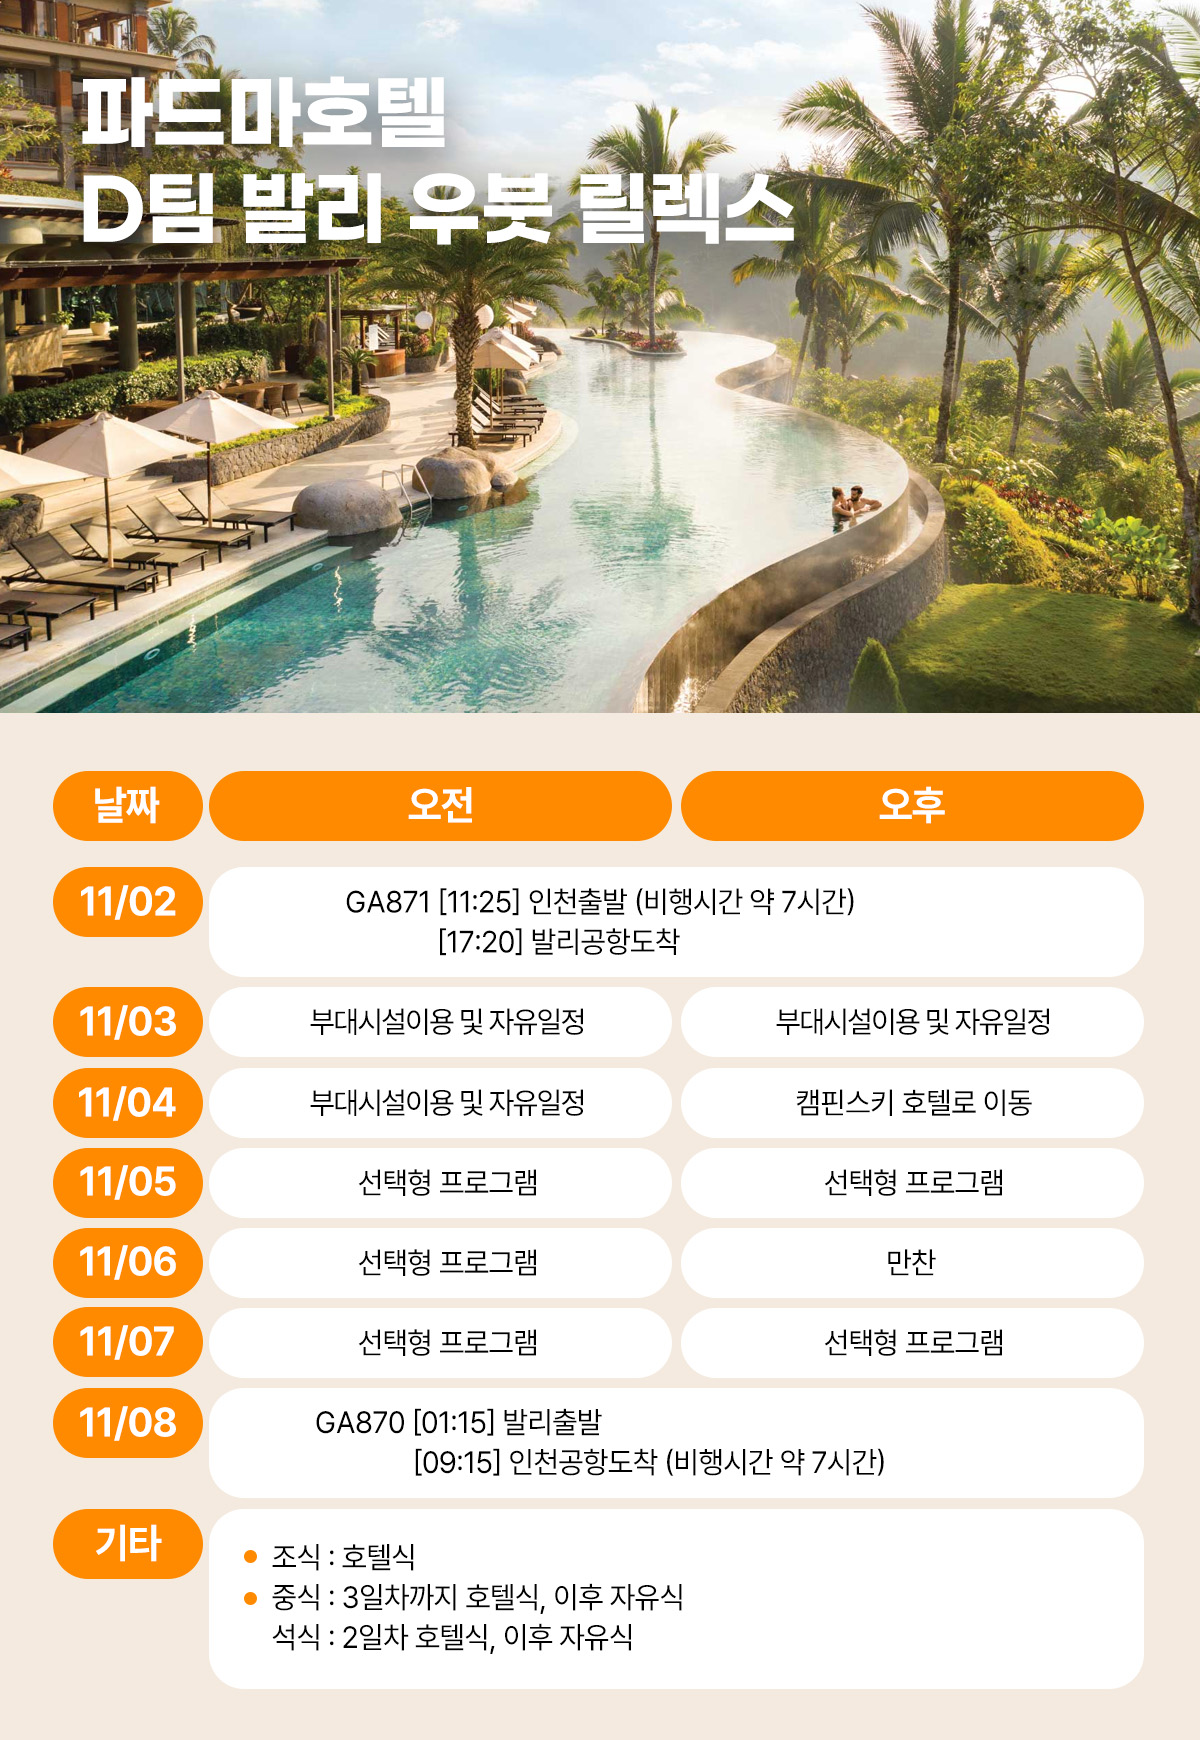 파드마호텔
D팀 발리 우붓 릴렉스
날짜 오전 오후
11/02 GA871 [11:25] 인천출발 (비행시간 약 7시간)
[17:20] 발리공항도착
11/03 부대시설이용 및 자유일정 부대시설이용 및 자유일정
11/04 부대시설이용 및 자유일정 캠핀스키 호텔로 이동
11/05 선택형 프로그램 선택형 프로그램
11/06 선택형 프로그램 만찬
11/07 선택형 프로그램 선택형 프로그램
11/08 GA870 [01:15] 발리출발
[09:15] 인천공항도착 (비행시간 약 7시간)
기타
조식 : 호텔식
중식 : 3일차까지 호텔식, 이후 자유식
석식 : 2일차 호텔식, 이후 자유식